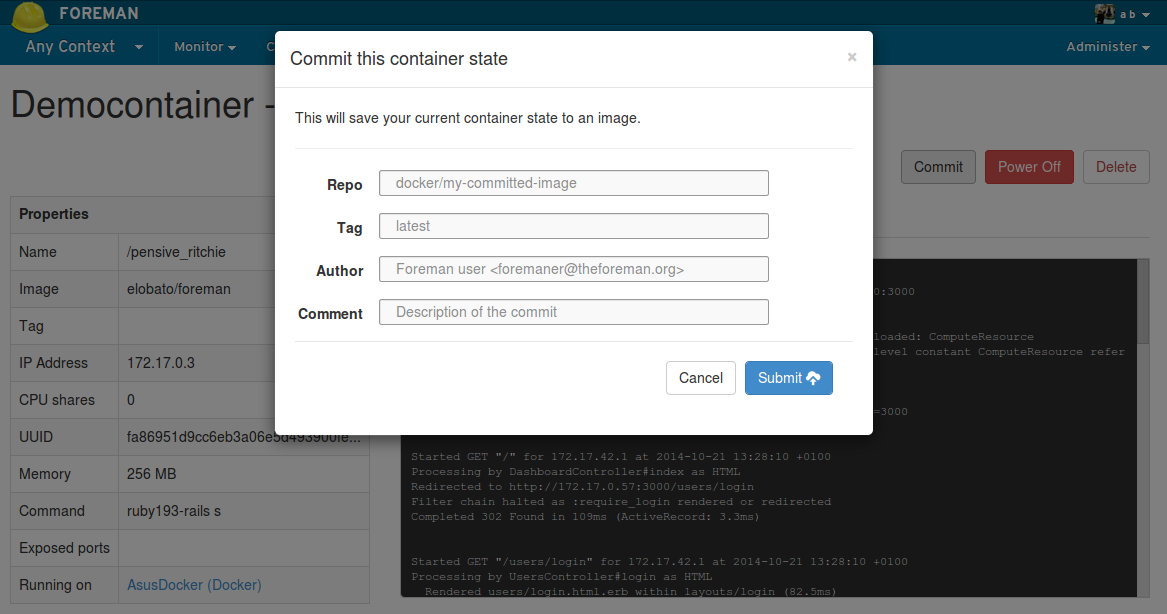 FOREMAN
a b
Any Context Monitor C Administer
Commit this container state ×
Democontainer -
This will save your current container state to an image.
Commit Power Off Delete
Repo docker/my-committed-image
Tag latest
Author Foreman user <foremaner@theforeman.org>
Comment Description of the commit
Cancel Submit
Properties
Name /pensive_ritchie
Image elobato/foreman
Tag
IP Address 172.17.0.3
CPU shares 0
UUID fa86951d9cc6eb3a06e5d493900fe...
Memory 256 MB
Command ruby193-rails s
Exposed ports
Running on AsusDocker (Docker)
0:3000
loaded: ComputeResource
level constant ComputeResource refer
=3000
Started GET "/" for 172.17.42.1 at 2014-10-21 13:28:10 +0100
Processing by DashboardController#index as HTML
Redirected to http://172.17.0.57:3000/users/login
Filter chain halted as :require_login rendered or redirected
Completed 302 Found in 109ms (ActiveRecord: 3.3ms)
Started GET "/users/login" for 172.17.42.1 at 2014-10-21 13:28:10 +0100
Processing by UsersController#login as HTML
Rendered users/login.html.erb within layouts/login (82.5ms)